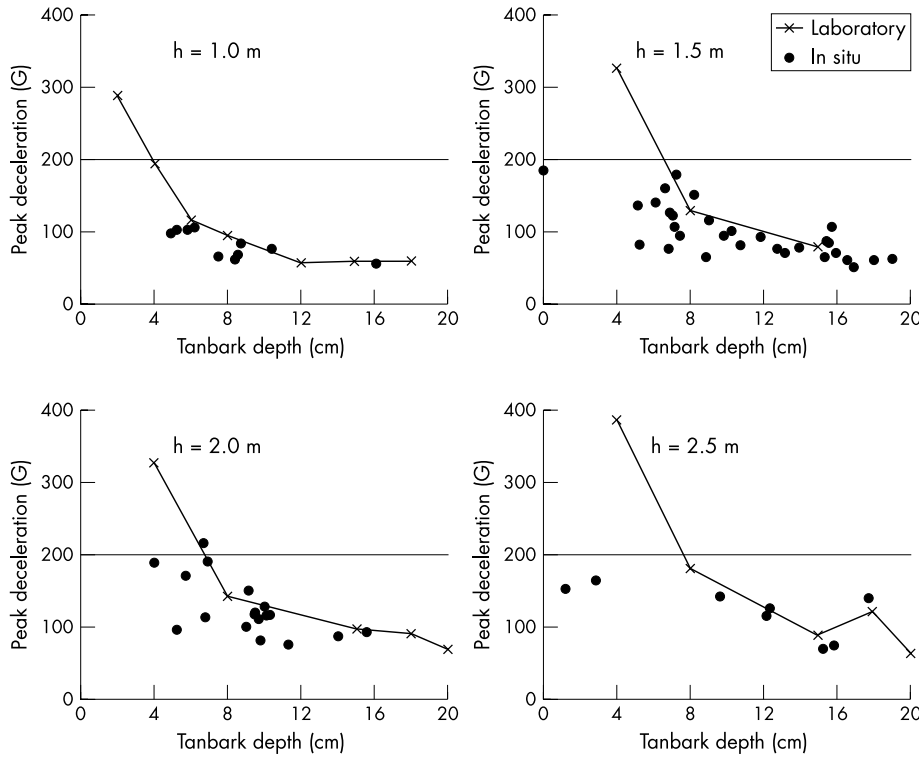 400
300
200
100
0
Peak deceleration (G)
h = 1.0 m
0 4 8 12 16 20
Tanbark depth (cm)
400
300
200
100
0
Peak deceleration (G)
h = 1.5 m
Laboratory
In situ
0 4 8 12 16 20
Tanbark depth (cm)
400
300
200
100
0
Peak deceleration (G)
h = 2.0 m
0 4 8 12 16 20
Tanbark depth (cm)
400
300
200
100
0
Peak deceleration (G)
h = 2.5 m
0 4 8 12 16 20
Tanbark depth (cm)